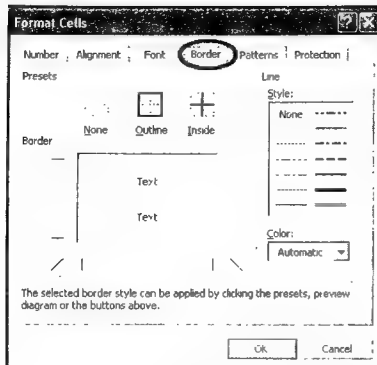 Format Cells
Number Alignment Font Border Patterns Protection
Presets
Line
Style:
None
None Outline Inside
Border
Text
Text
Color:
Automatic
The selected border style can be applied by clicking the presets, preview
diagram or the buttons above.
OK Cancel